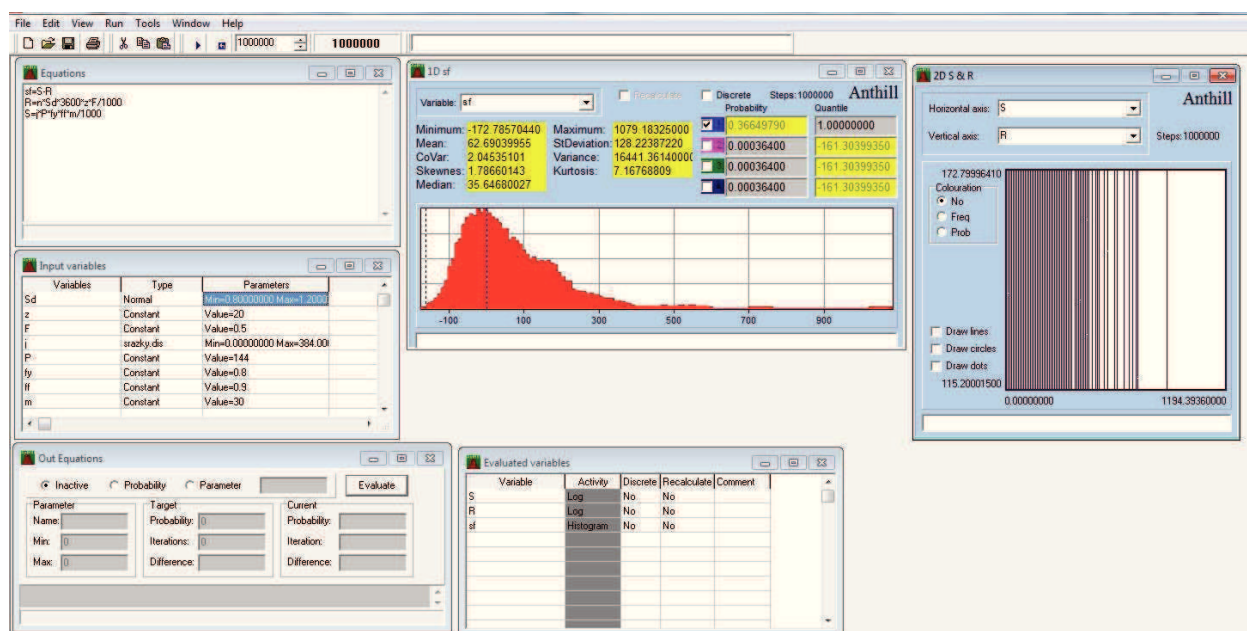 File Edit View Run Tools Window Help
1000000 1000000
Equations
sf=S-R
R=n*Sd*3600*z*F/1000
S=j*P*fy*ff*m/1000
Input variables
Variables Type Parameters
Sd Normal Min=0.80000000 Max=1.2000
z Constant Value=20
F Constant Value=0.5
j srazky.dis Min=0.00000000 Max=384.00
P Constant Value=144
fy Constant Value=0.8
ff Constant Value=0.9
m Constant Value=30
1D sf
Variable: sf Recalculate Discrete Steps:1000000 Anthill
Probability Quantile
Minimum: -172.78570440 Maximum: 1079.18325000 0.36649790 1.00000000
Mean: 62.69039955 StDeviation: 128.22387220 0.00036400 -161.30399350
CoVar: 2.04535101 Variance: 16441.36140000
Skewnes: 1.78660143 Kurtosis: 7.16768809 0.00036400 -161.30399350
Median: -35.64680027 0.00036400 -161.30399350
-100 100 300 500 700 900
2D S & R
Horizontal axis: S Anthill
Vertical axis: R Steps:1000000
172.79996410
Colouration
No
Freq
Prob
Draw lines
Draw circles
Draw dots
115.20001500
0.00000000 1194.39360000
Out Equations
Inactive Probability Parameter Evaluate
Parameter Target Current
Name: Probability: 0 Probability:
Min: 0 Iterations: 0 Iteration:
Max: 0 Difference: Difference:
Evaluated variables
Variable Activity Discrete Recalculate Comment
S Log No No
R Log No No
sf Histogram No No